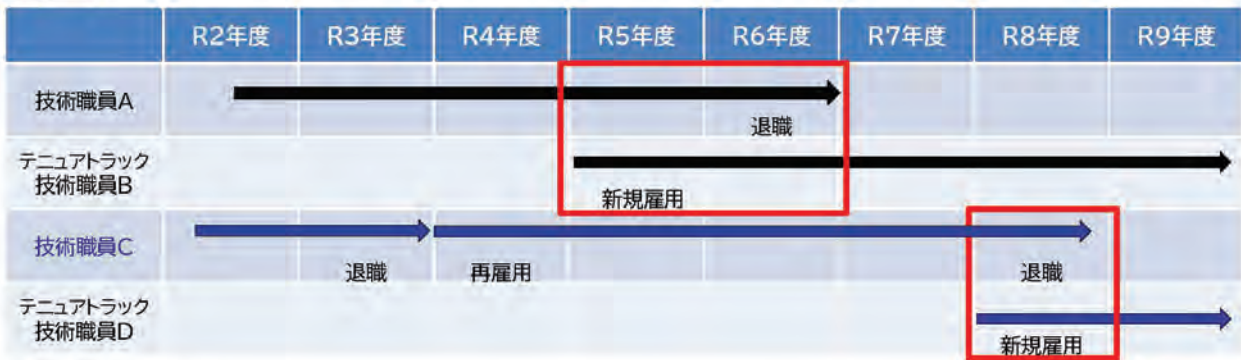 R2年度 R3年度 R4年度 R5年度 R6年度 R7年度 R8年度 R9年度
技術職員A
退職
テニュアトラック
技術職員B
新規雇用
技術職員C
退職 再雇用 退職
テニュアトラック
技術職員D
新規雇用